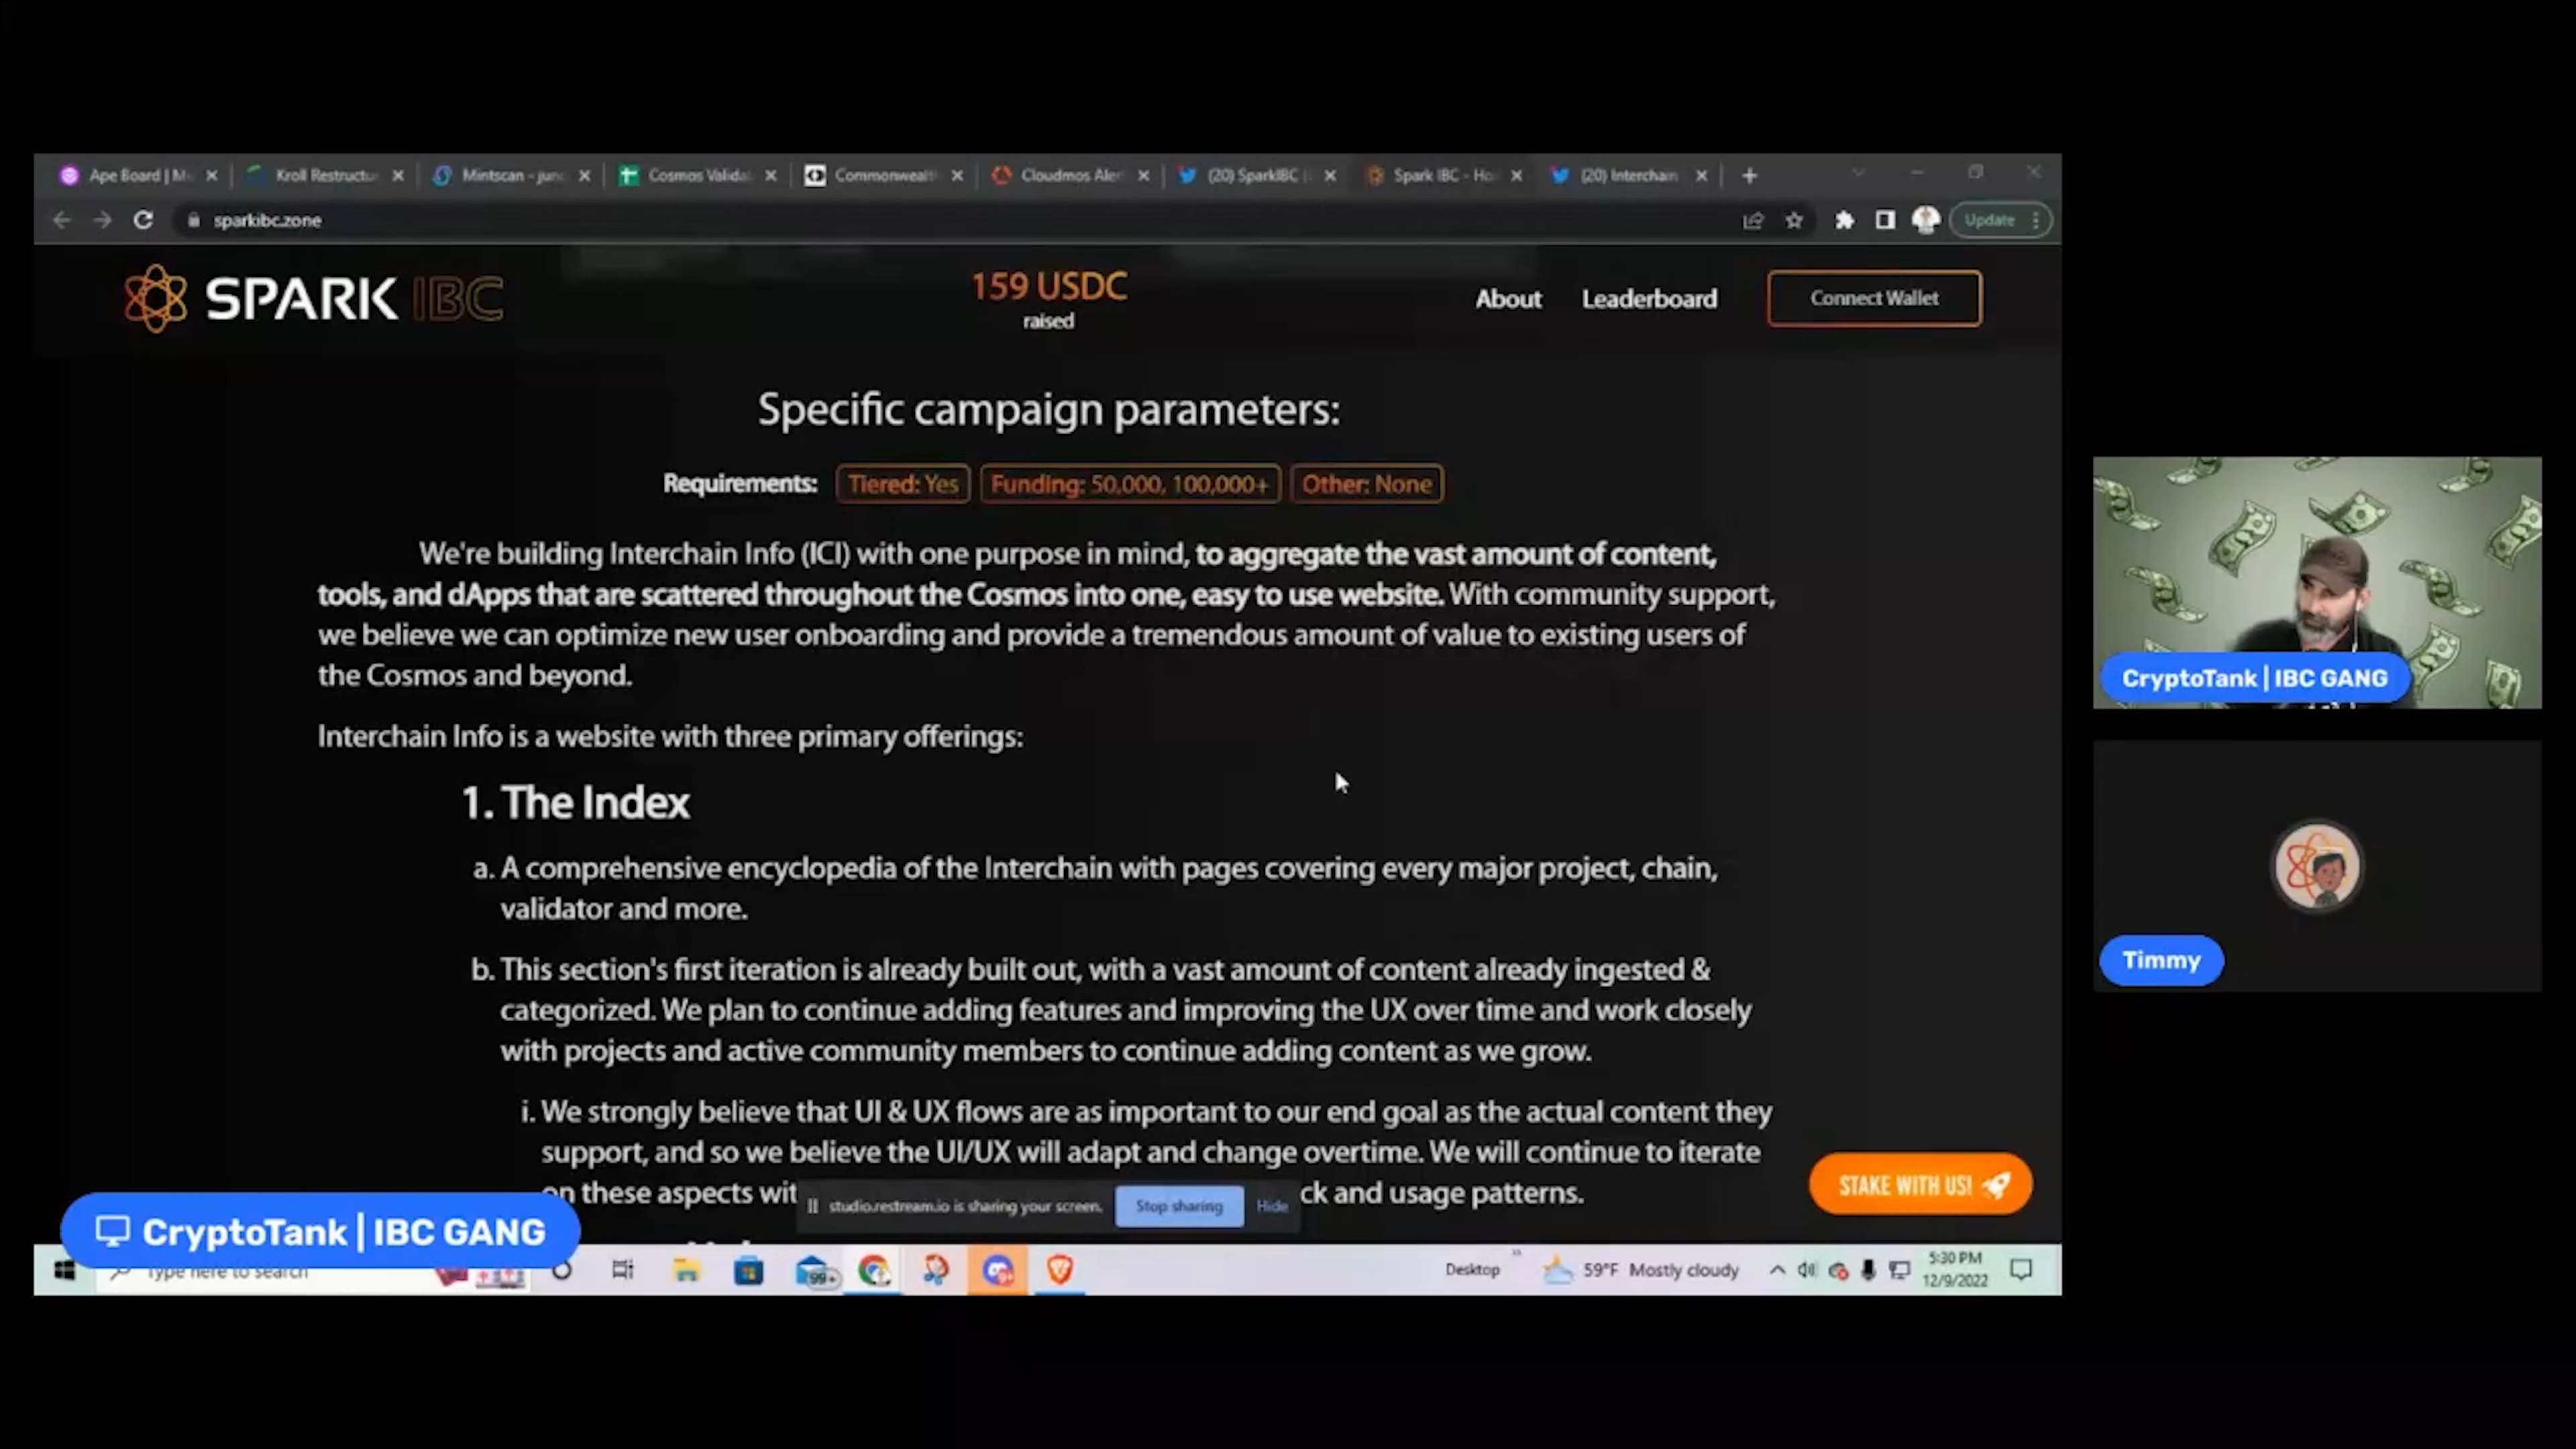 Ape Board | M
Kroll Restructu
Mintscan - jun
Cosmos Valida
Commonwealt
Cloudmos Aler
(20) SparkIBC |
Spark IBC - Ho
(20) Interchain
sparkibc.zone
Update
SPARK IBC
159 USDC
raised
About
Leaderboard
Connect Wallet
Specific campaign parameters:
Requirements: Tiered: Yes Funding: 50,000, 100,000+ Other: None
We're building Interchain Info (ICI) with one purpose in mind, to aggregate the vast amount of content,
tools, and dApps that are scattered throughout the Cosmos into one, easy to use website. With community support,
we believe we can optimize new user onboarding and provide a tremendous amount of value to existing users of
the Cosmos and beyond.
Interchain Info is a website with three primary offerings:
1. The Index
a. A comprehensive encyclopedia of the Interchain with pages covering every major project, chain,
validator and more.
b. This section's first iteration is already built out, with a vast amount of content already ingested &
categorized. We plan to continue adding features and improving the UX over time and work closely
with projects and active community members to continue adding content as we grow.
i. We strongly believe that UI & UX flows are as important to our end goal as the actual content they
support, and so we believe the UI/UX will adapt and change overtime. We will continue to iterate
on these aspects wit
ck and usage patterns.
studio.restream.io is sharing your screen.
Stop sharing
Hide
STAKE WITH US!
CryptoTank | IBC GANG
Type here to search
99+
Desktop
59°F Mostly cloudy
5:30 PM
12/9/2022
CryptoTank | IBC GANG
Timmy